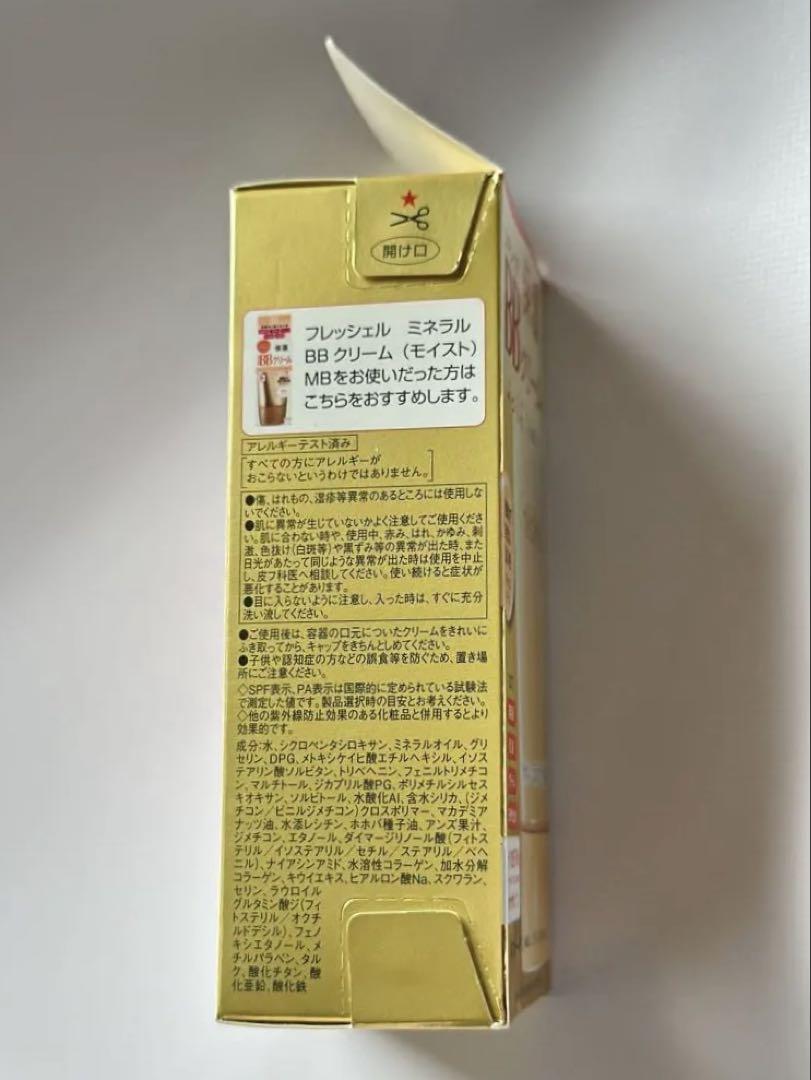 ★
開け口
フレッシェル ミネラル
BB クリーム（モイスト）
MBをお使いだった方は
こちらをおすすめします。
BBクリーム
アレルギーテスト済み
すべての方にアレルギーが
おこらないというわけではありません。
●傷、はれもの、湿疹等異常のあるところには使用しな
いでください。
●肌に異常が生じていないかよく注意してご使用くださ
い。肌に合わない時や、使用中、赤み、はれ、かゆみ、刺
激、色抜け(白斑等)や黒ずみ等の異常が出た時、また
日光があたって同じような異常が出た時は使用を中止
し、皮フ科医へ相談してください。使い続けると症状が
悪化することがあります。
●目に入らないように注意し、入った時は、すぐに充分
洗い流してください。
●ご使用後は、容器の口元についたクリームをきれいに
ふき取ってから、キャップをきちんとしめてください。
●子供や認知症の方などの誤食等を防ぐため、置き場
所にご注意ください。
◇SPF表示、PA表示は国際的に定められている試験法
で測定した値です。製品選択時の目安とお考えください。
◇他の紫外線防止効果のある化粧品と併用するとより
効果的です。
成分:水、シクロペンタシロキサン、ミネラルオイル、グリ
セリン、DPG、メトキシケイヒ酸エチルヘキシル、イソス
テアリン酸ソルビタン、トリベヘニン、フェニルトリメチコ
ン、マルチトール、ジカプリル酸PG、ポリメチルシルセス
キオキサン、ソルビトール、水酸化Al、含水シリカ、(ジメ
チコン／ビニルジメチコン)クロスポリマー、マカデミア
ナッツ油、水添レシチン、ホホバ種子油、アンズ果汁、
ジメチコン、エタノール、ダイマージリノール酸(フィトス
テリル／イソステアリル／セチル／ステアリル／ベヘ
ニル)、ナイアシンアミド、水溶性コラーゲン、加水分解
コラーゲン、キウイエキス、ヒアルロン酸Na、スクワラン、
セリン、ラウロイル
グルタミン酸ジ(フィ
トステリル／オクチ
ルドデシル)、フェノ
キシエタノール、メ
チルパラベン、タル
ク、酸化チタン、酸
化亜鉛、酸化鉄
BB